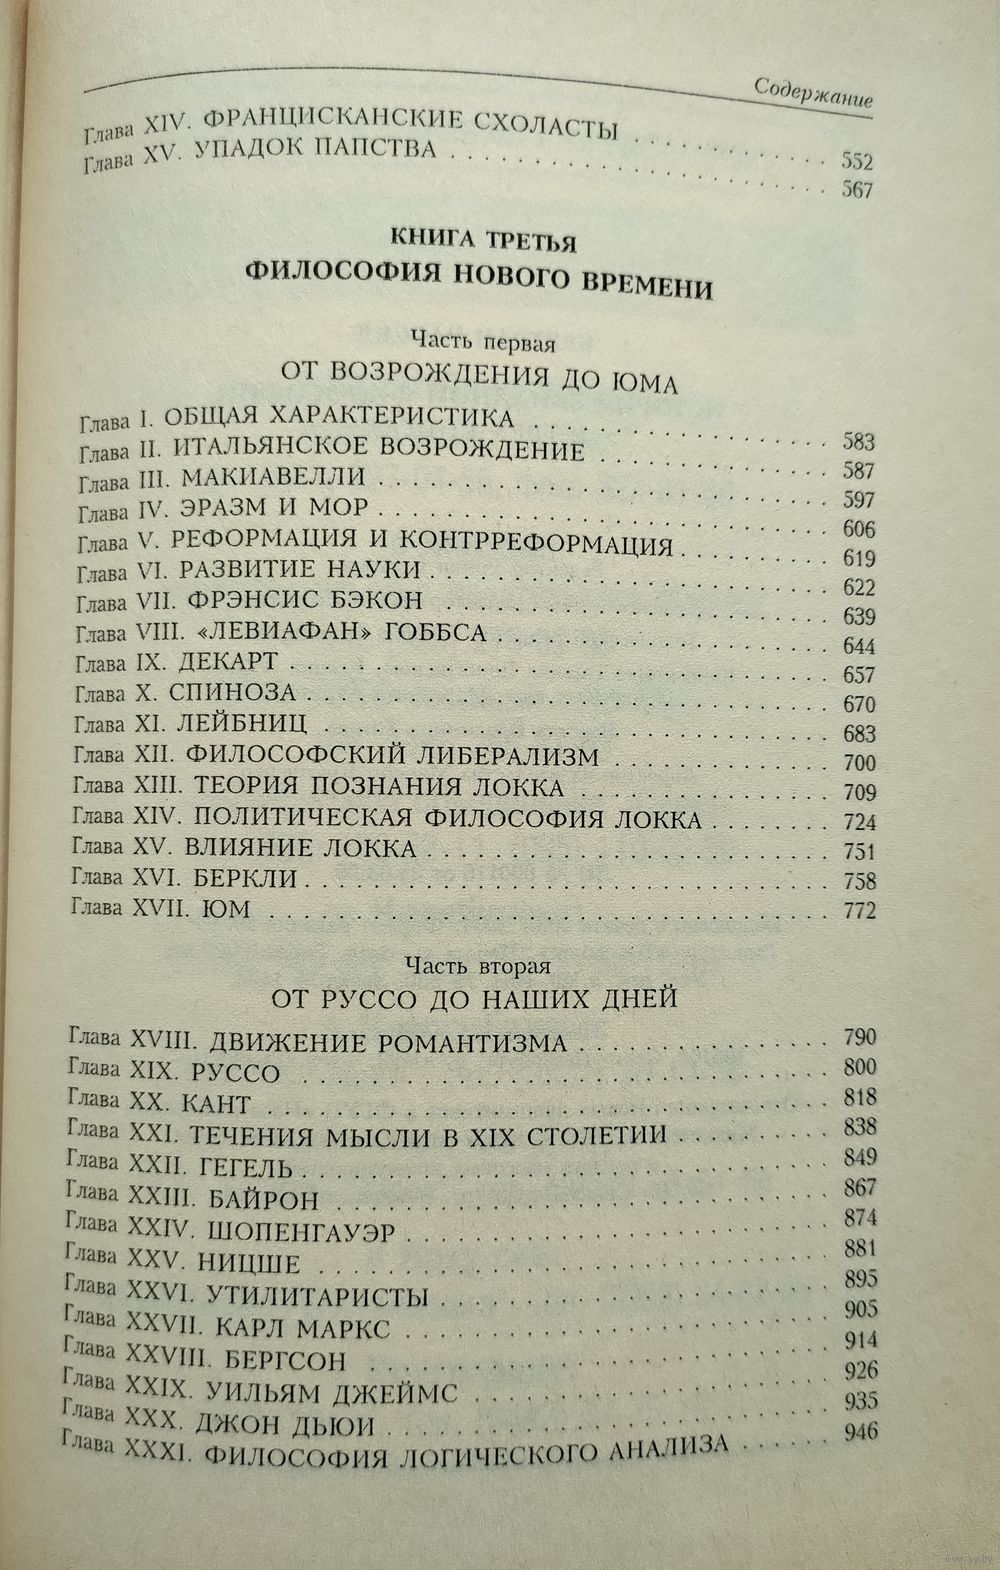 Содержание
Глава XIV. ФРАНЦИСКАНСКИЕ СХОЛАСТЫ . . . . . . . . . . . . 552
Глава XV. УПАДОК ПАПСТВА . . . . . . . . . . . . . . . . . . . . . . 567
КНИГА ТРЕТЬЯ
ФИЛОСОФИЯ НОВОГО ВРЕМЕНИ
Часть первая
ОТ ВОЗРОЖДЕНИЯ ДО ЮМА
Глава I. ОБЩАЯ ХАРАКТЕРИСТИКА . . . . . . . . . . . . . . . . 583
Глава II. ИТАЛЬЯНСКОЕ ВОЗРОЖДЕНИЕ . . . . . . . . . . . . 587
Глава III. МАКИАВЕЛЛИ . . . . . . . . . . . . . . . . . . . . . . . . 597
Глава IV. ЭРАЗМ И МОР . . . . . . . . . . . . . . . . . . . . . . . . 606
Глава V. РЕФОРМАЦИЯ И КОНТРРЕФОРМАЦИЯ . . . . . . . . 619
Глава VI. РАЗВИТИЕ НАУКИ . . . . . . . . . . . . . . . . . . . . . 622
Глава VII. ФРЭНСИС БЭКОН . . . . . . . . . . . . . . . . . . . . . 639
Глава VIII. «ЛЕВИАФАН» ГОББСА . . . . . . . . . . . . . . . . . . 644
Глава IX. ДЕКАРТ . . . . . . . . . . . . . . . . . . . . . . . . . . . . 657
Глава X. СПИНОЗА . . . . . . . . . . . . . . . . . . . . . . . . . . . 670
Глава XI. ЛЕЙБНИЦ . . . . . . . . . . . . . . . . . . . . . . . . . . 683
Глава XII. ФИЛОСОФСКИЙ ЛИБЕРАЛИЗМ . . . . . . . . . . . . 700
Глава XIII. ТЕОРИЯ ПОЗНАНИЯ ЛОККА . . . . . . . . . . . . . 709
Глава XIV. ПОЛИТИЧЕСКАЯ ФИЛОСОФИЯ ЛОККА . . . . . . . 724
Глава XV. ВЛИЯНИЕ ЛОККА . . . . . . . . . . . . . . . . . . . . . 751
Глава XVI. БЕРКЛИ . . . . . . . . . . . . . . . . . . . . . . . . . . . 758
Глава XVII. ЮМ . . . . . . . . . . . . . . . . . . . . . . . . . . . . . 772
Часть вторая
ОТ РУССО ДО НАШИХ ДНЕЙ
Глава XVIII. ДВИЖЕНИЕ РОМАНТИЗМА . . . . . . . . . . . . . 790
Глава XIX. РУССО . . . . . . . . . . . . . . . . . . . . . . . . . . . 800
Глава XX. КАНТ . . . . . . . . . . . . . . . . . . . . . . . . . . . . . 818
Глава XXI. ТЕЧЕНИЯ МЫСЛИ В XIX СТОЛЕТИИ . . . . . . . . 838
Глава XXII. ГЕГЕЛЬ . . . . . . . . . . . . . . . . . . . . . . . . . . . 849
Глава XXIII. БАЙРОН . . . . . . . . . . . . . . . . . . . . . . . . . . 867
Глава XXIV. ШОПЕНГАУЭР . . . . . . . . . . . . . . . . . . . . . . 874
Глава XXV. НИЦШЕ . . . . . . . . . . . . . . . . . . . . . . . . . . . 881
Глава XXVI. УТИЛИТАРИСТЫ . . . . . . . . . . . . . . . . . . . . 895
Глава XXVII. КАРЛ МАРКС . . . . . . . . . . . . . . . . . . . . . . 905
Глава XXVIII. БЕРГСОН . . . . . . . . . . . . . . . . . . . . . . . . 914
Глава XXIX. УИЛЬЯМ ДЖЕЙМС . . . . . . . . . . . . . . . . . . . 926
Глава XXX. ДЖОН ДЬЮИ . . . . . . . . . . . . . . . . . . . . . . . 935
Глава XXXI. ФИЛОСОФИЯ ЛОГИЧЕСКОГО АНАЛИЗА . . . . . . 946